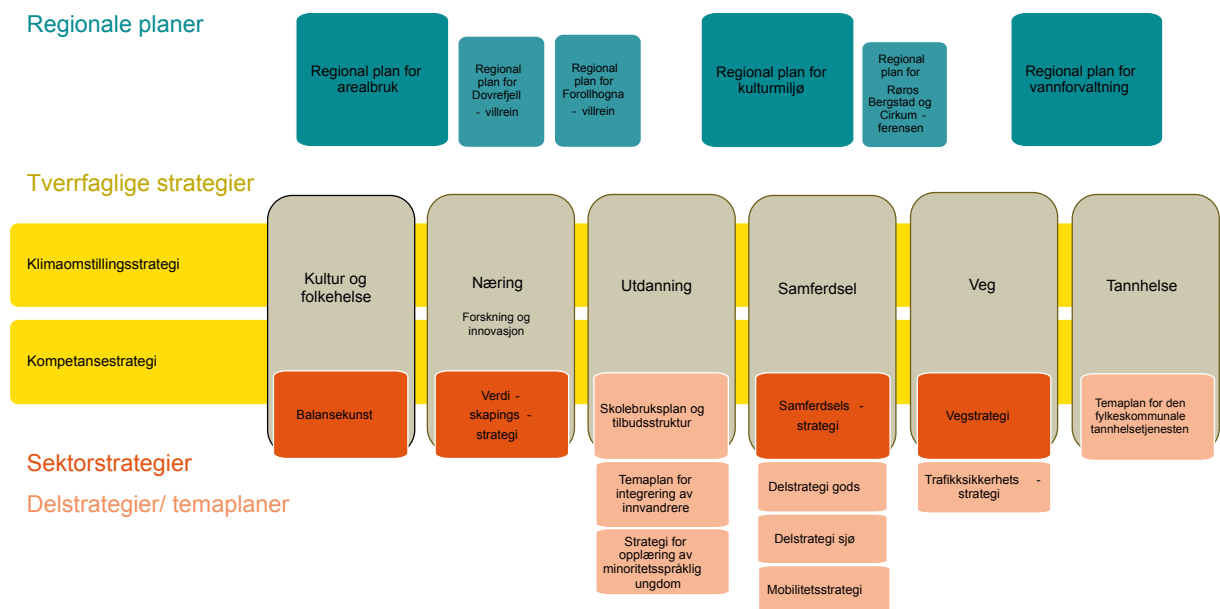 Regionale planer
Regional plan for
arealbruk
Regional
plan for
Dovrefjell
- villrein
Regional
plan for
Forollhogna
- villrein
Regional plan for
kulturmiljø
Regional
plan for
Røros
Bergstad og
Cirkum -
ferensen
Regional plan for
vannforvaltning
Tverrfaglige strategier
Klimaomstillingsstrategi
Kompetansestrategi
Kultur og
folkehelse
Balansekunst
Næring
Forskning og
innovasjon
Verdi -
skapings -
strategi
Utdanning
Skolebruksplan og
tilbudsstruktur
Temaplan for
integrering av
innvandrere
Strategi for
opplæring av
minoritetsspråklig
ungdom
Samferdsel
Samferdsels -
strategi
Delstrategi gods
Delstrategi sjø
Mobilitetsstrategi
Veg
Vegstrategi
Trafikksikkerhets -
strategi
Tannhelse
Temaplan for den
fylkeskommunale
tannhelsetjenesten
Sektorstrategier
Delstrategier/ temaplaner